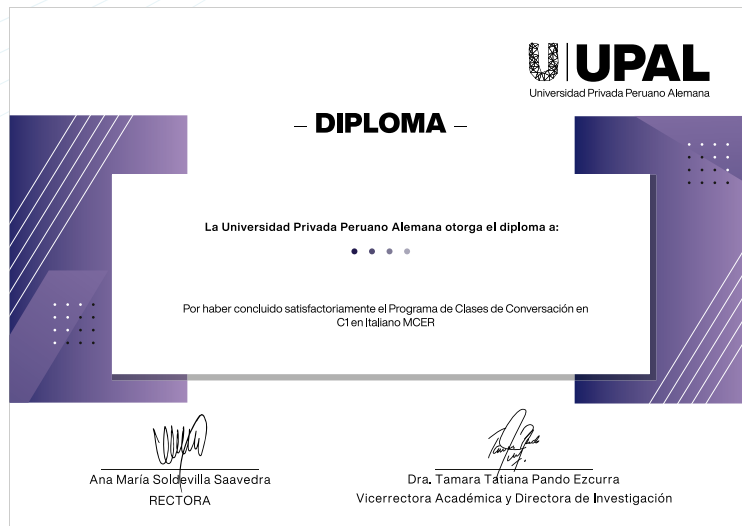 UPAL
Universidad Privada Peruano Alemana
– DIPLOMA –
La Universidad Privada Peruano Alemana otorga el diploma a:
Por haber concluido satisfactoriamente el Programa de Clases de Conversación en
C1 en Italiano MCER
Ana María Soldevilla Saavedra
RECTORA
Dra. Tamara Tatiana Pando Ezcurra
Vicerrectora Académica y Directora de Investigación